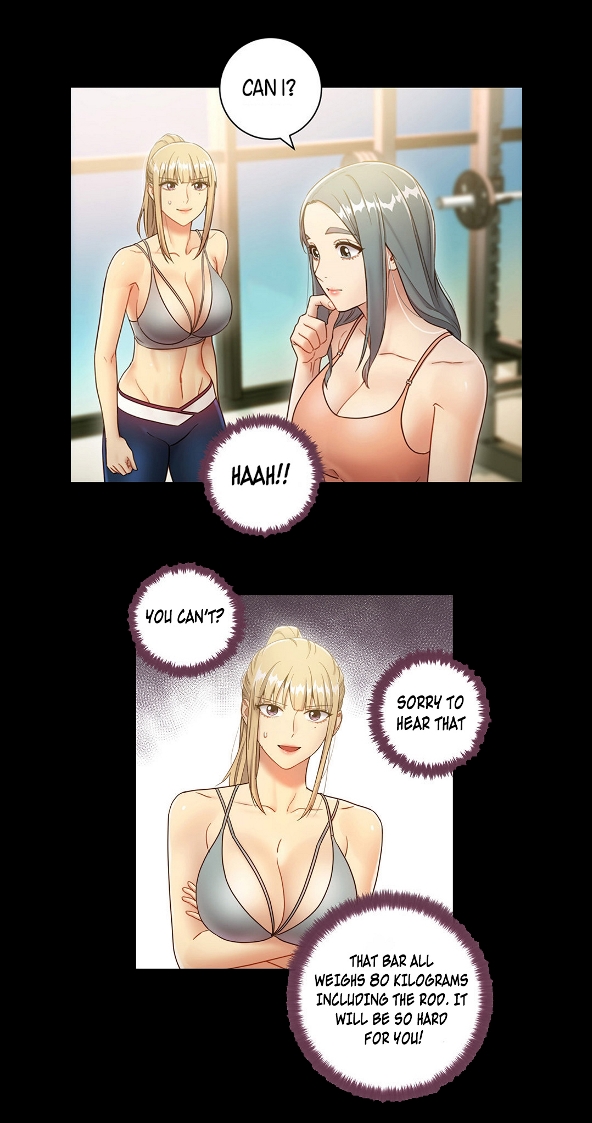 CAN I?
HAAH!!
YOU CAN'T?
SORRY TO
HEAR THAT
THAT BAR ALL
WEIGHS 80 KILOGRAMS
INCLUDING THE ROD. IT
WILL BE SO HARD
FOR YOU!